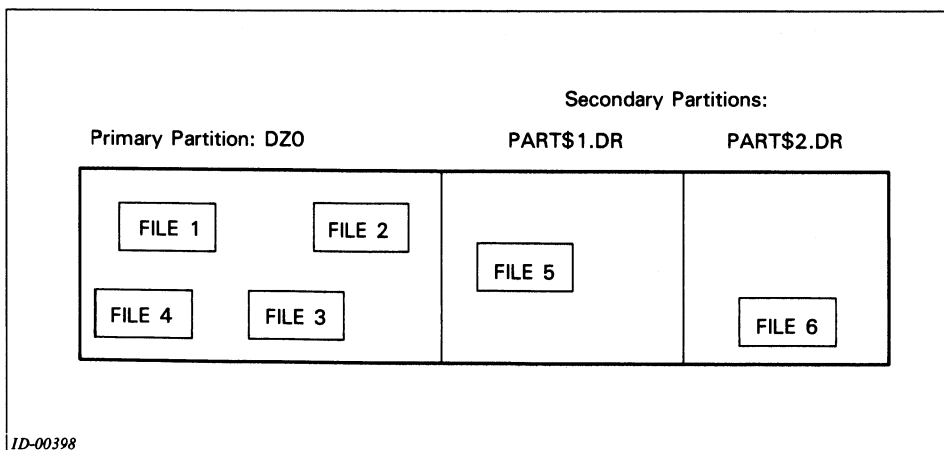 Secondary Partitions:
Primary Partition: DZ0
PART$1.DR
PART$2.DR
FILE 1
FILE 2
FILE 5
FILE 4
FILE 3
FILE 6
ID-00398